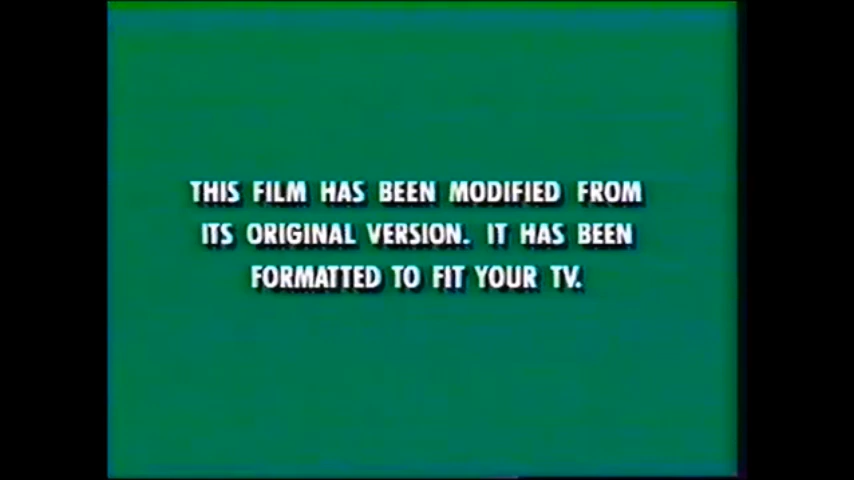 THIS FILM HAS BEEN MODIFIED FROM
ITS ORIGINAL VERSION. IT HAS BEEN
FORMATTED TO FIT YOUR TV.